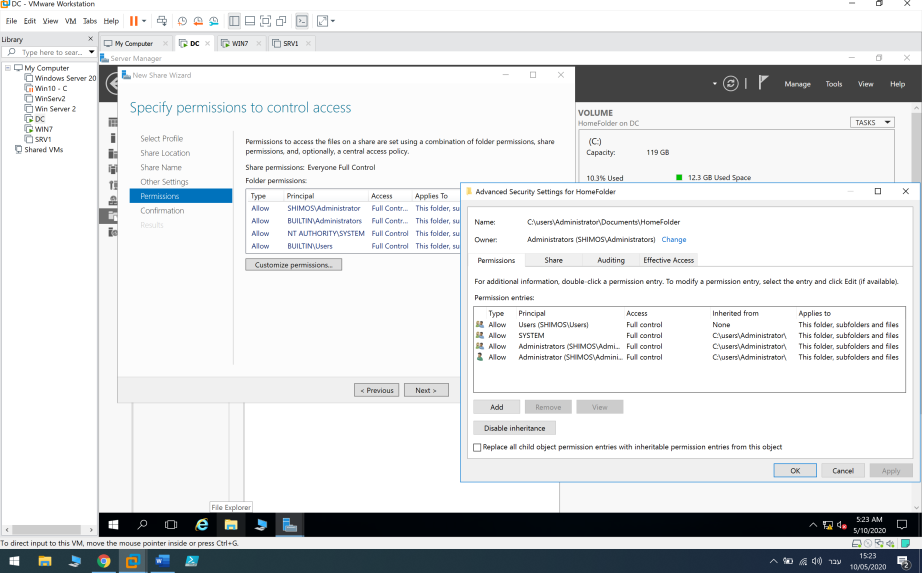 DC - VMware Workstation
File Edit View VM Tabs Help
Library
Type here to sear...
My Computer
Windows Server 20
Win10 - C
WinServ2
Win Server 2
DC
WIN7
SRV1
Shared VMs
My Computer DC WIN7 SRV1
Server Manager
Manage Tools View Help
New Share Wizard
Specify permissions to control access
Select Profile
Share Location
Share Name
Other Settings
Permissions
Confirmation
Results
Permissions to access the files on a share are set using a combination of folder permissions, share
permissions, and, optionally, a central access policy.
Share permissions: Everyone Full Control
Folder permissions:
Type Principal Access Applies To
Allow SHIMOS\Administrator Full Contr... This folder, su
Allow BUILTIN\Administrators Full Contr... This folder, su
Allow NT AUTHORITY\SYSTEM Full Contr... This folder, su
Allow BUILTIN\Users Full Contr... This folder, su
Customize permissions...
< Previous Next >
VOLUME
HomeFolder on DC
TASKS
(C:)
Capacity: 119 GB
10.3% Used 12.3 GB Used Space
Advanced Security Settings for HomeFolder
Name: C:\users\Administrator\Documents\HomeFolder
Owner: Administrators (SHIMOS\Administrators) Change
Permissions Share Auditing Effective Access
For additional information, double-click a permission entry. To modify a permission entry, select the entry and click Edit (if available).
Permission entries:
Type Principal Access Inherited from Applies to
Allow Users (SHIMOS\Users) Full control None This folder, subfolders and files
Allow SYSTEM Full control C:\users\Administrator\ This folder, subfolders and files
Allow Administrators (SHIMOS\Admi... Full control C:\users\Administrator\ This folder, subfolders and files
Allow Administrator (SHIMOS\Admini... Full control C:\users\Administrator\ This folder, subfolders and files
Add Remove View
Disable inheritance
Replace all child object permission entries with inheritable permission entries from this object
OK Cancel Apply
File Explorer
5:23 AM
5/10/2020
To direct input to this VM, move the mouse pointer inside or press Ctrl+G.
עבר
15:23
10/05/2020
2